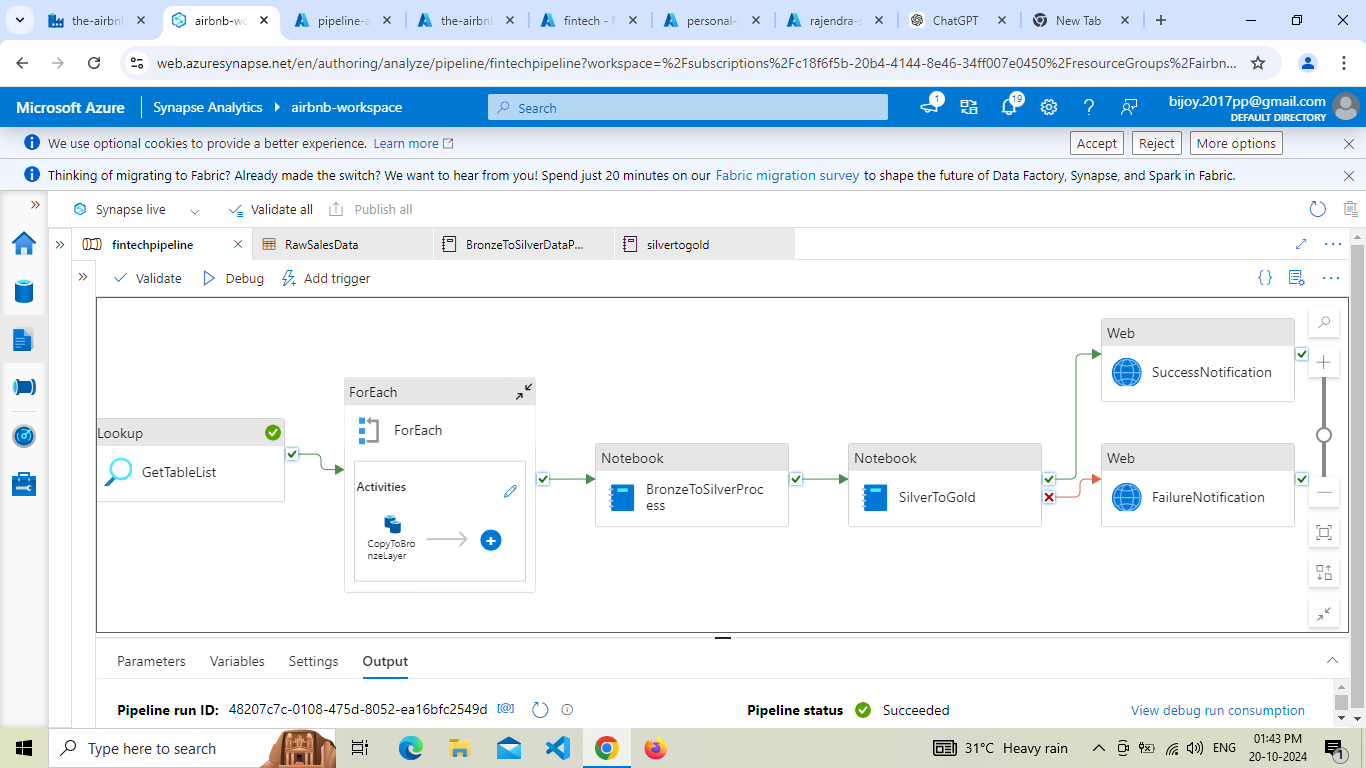 the-airbnb
airbnb-wo
pipeline-a
the-airbnb
fintech - M
personal-
rajendra-s
ChatGPT
New Tab
web.azuresynapse.net/en/authoring/analyze/pipeline/fintechpipeline?workspace=%2Fsubscriptions%2Fc18f6f5b-20b4-4144-8e46-34ff007e0450%2FresourceGroups%2Fairbn...
Microsoft Azure
Synapse Analytics
airbnb-workspace
Search
1
19
bijoy.2017pp@gmail.com
DEFAULT DIRECTORY
We use optional cookies to provide a better experience. Learn more
Accept
Reject
More options
Thinking of migrating to Fabric? Already made the switch? We want to hear from you! Spend just 20 minutes on our Fabric migration survey to shape the future of Data Factory, Synapse, and Spark in Fabric.
Synapse live
Validate all
Publish all
fintechpipeline
RawSalesData
BronzeToSilverDataP...
silvertogold
Validate
Debug
Add trigger
Lookup
GetTableList
ForEach
ForEach
Activities
CopyToBro
nzeLayer
Notebook
BronzeToSilverProc
ess
Notebook
SilverToGold
Web
SuccessNotification
Web
FailureNotification
Parameters
Variables
Settings
Output
Pipeline run ID: 48207c7c-0108-475d-8052-ea16bfc2549d
Pipeline status
Succeeded
View debug run consumption
Type here to search
31°C Heavy rain
ENG
01:43 PM
20-10-2024
1